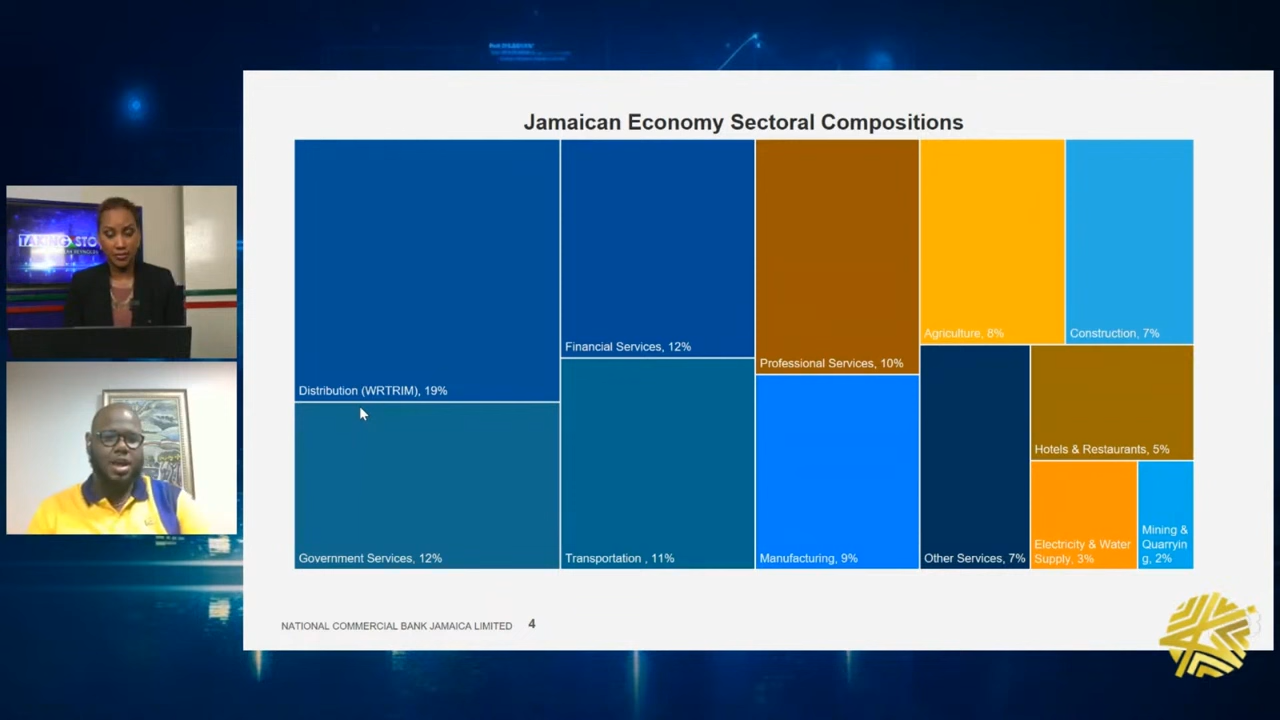 Jamaican Economy Sectoral Compositions
Distribution (WRTRIM), 19%
Government Services, 12%
Financial Services, 12%
Transportation , 11%
Professional Services, 10%
Manufacturing, 9%
Agriculture, 8%
Construction, 7%
Other Services, 7%
Hotels & Restaurants, 5%
Electricity & Water
Supply, 3%
Mining &
Quarryin
g, 2%
NATIONAL COMMERCIAL BANK JAMAICA LIMITED 4
TAKING STO